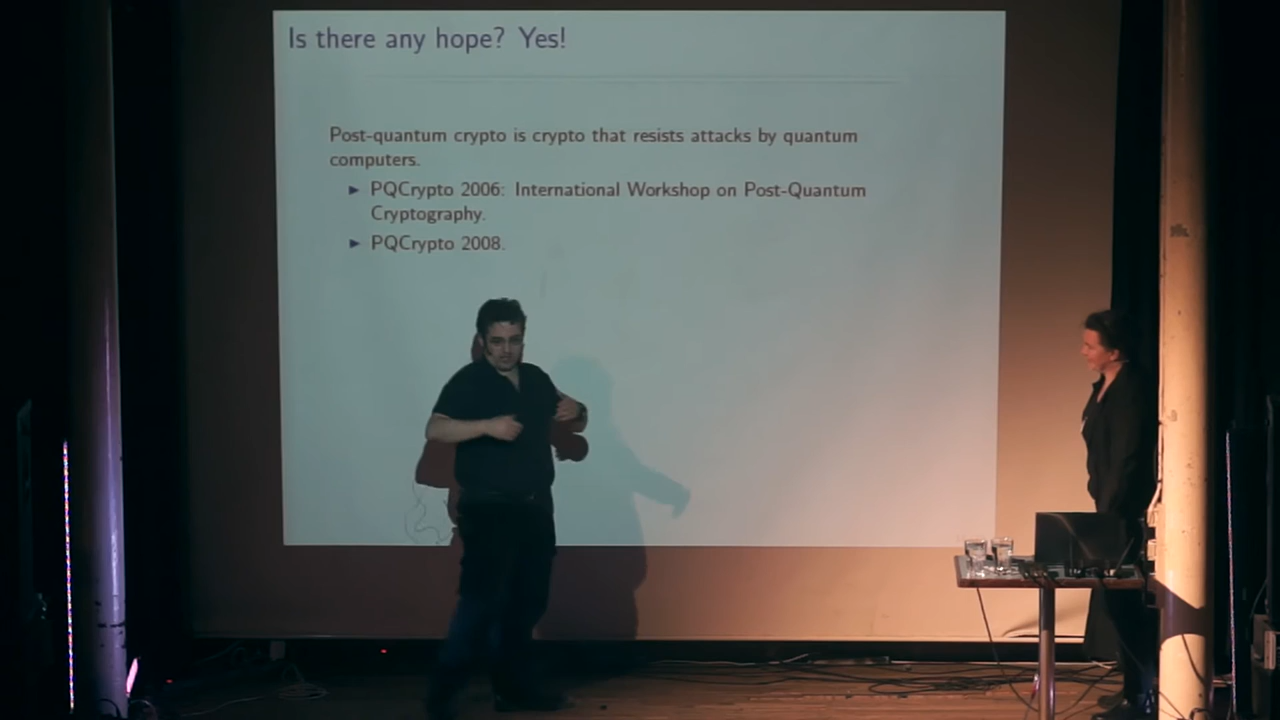 Is there any hope? Yes!
Post-quantum crypto is crypto that resists attacks by quantum
computers.
► PQCrypto 2006: International Workshop on Post-Quantum
Cryptography.
► PQCrypto 2008.